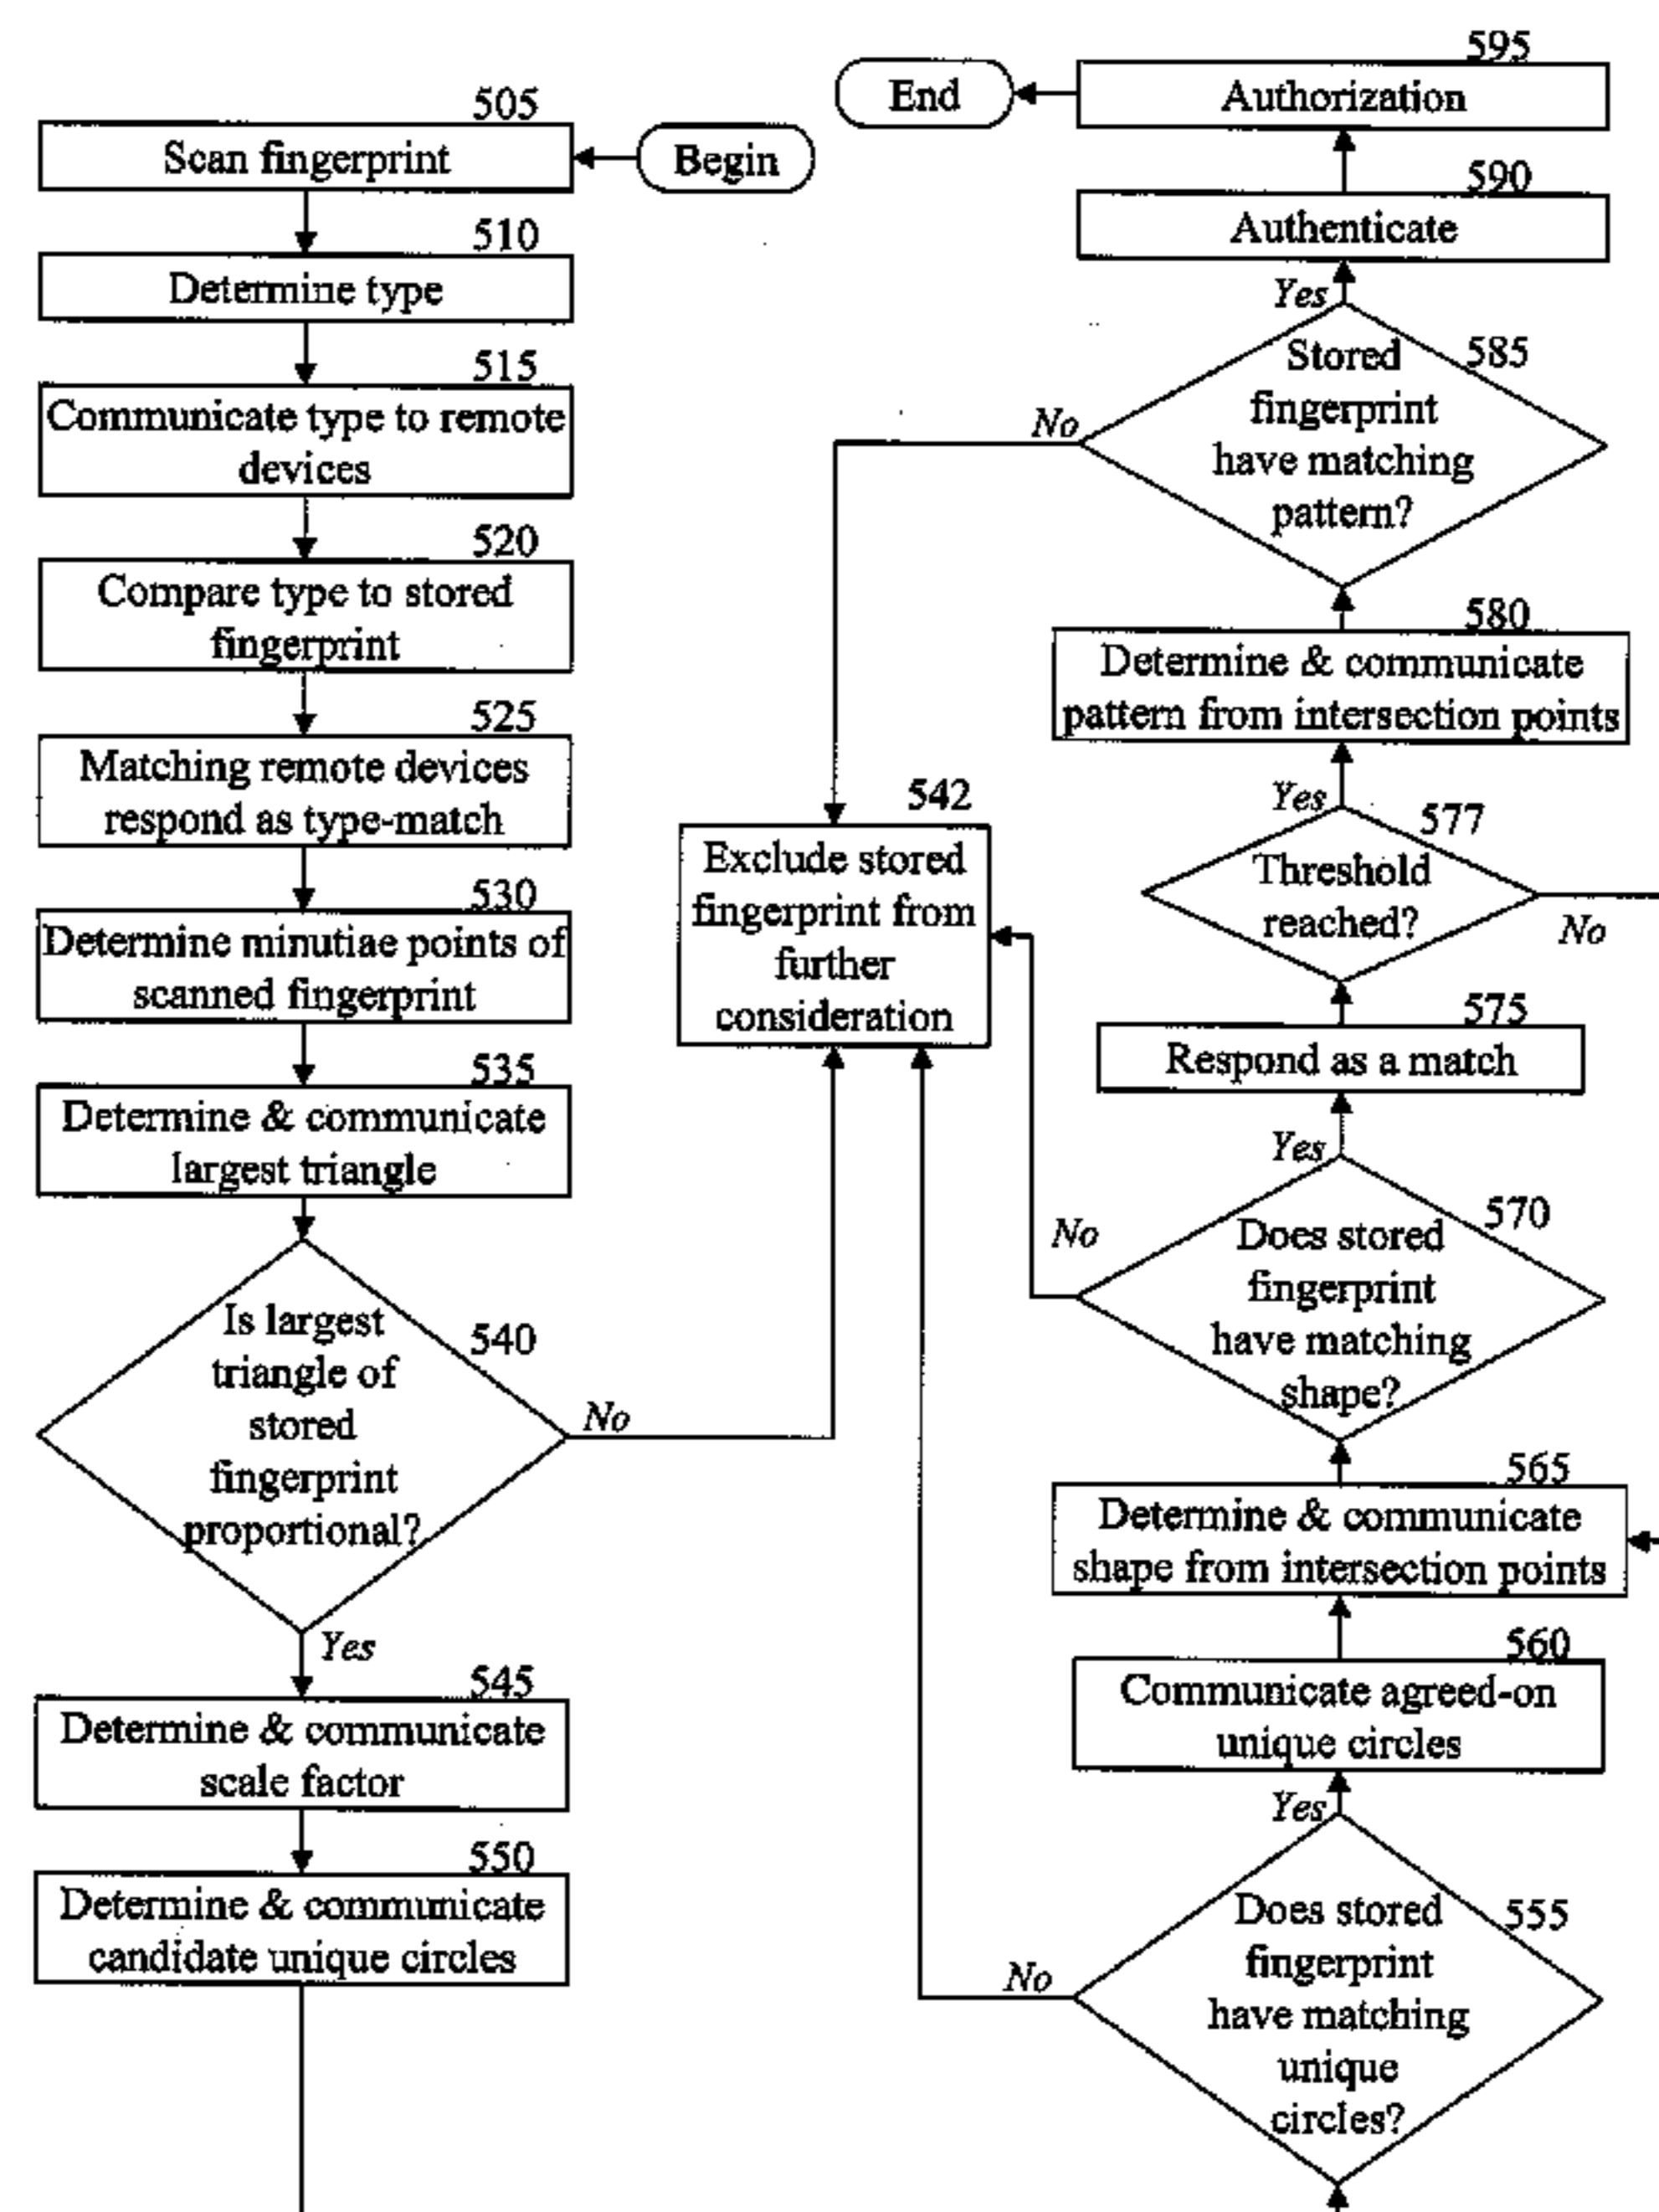 505
Scan fingerprint
Begin
510
Determine type
515
Communicate type to remote
devices
520
Compare type to stored
fingerprint
525
Matching remote devices
respond as type-match
530
Determine minutiae points of
scanned fingerprint
535
Determine & communicate
largest triangle
540
Is largest
triangle of
stored
fingerprint
proportional?
No
Yes
545
Determine & communicate
scale factor
550
Determine & communicate
candidate unique circles
542
Exclude stored
fingerprint from
further
consideration
End
595
Authorization
590
Authenticate
Yes
585
Stored
fingerprint
have matching
pattern?
No
580
Determine & communicate
pattern from intersection points
Yes
577
Threshold
reached?
No
575
Respond as a match
Yes
570
Does stored
fingerprint
have matching
shape?
No
565
Determine & communicate
shape from intersection points
560
Communicate agreed-on
unique circles
Yes
555
Does stored
fingerprint
have matching
unique
circles?
No